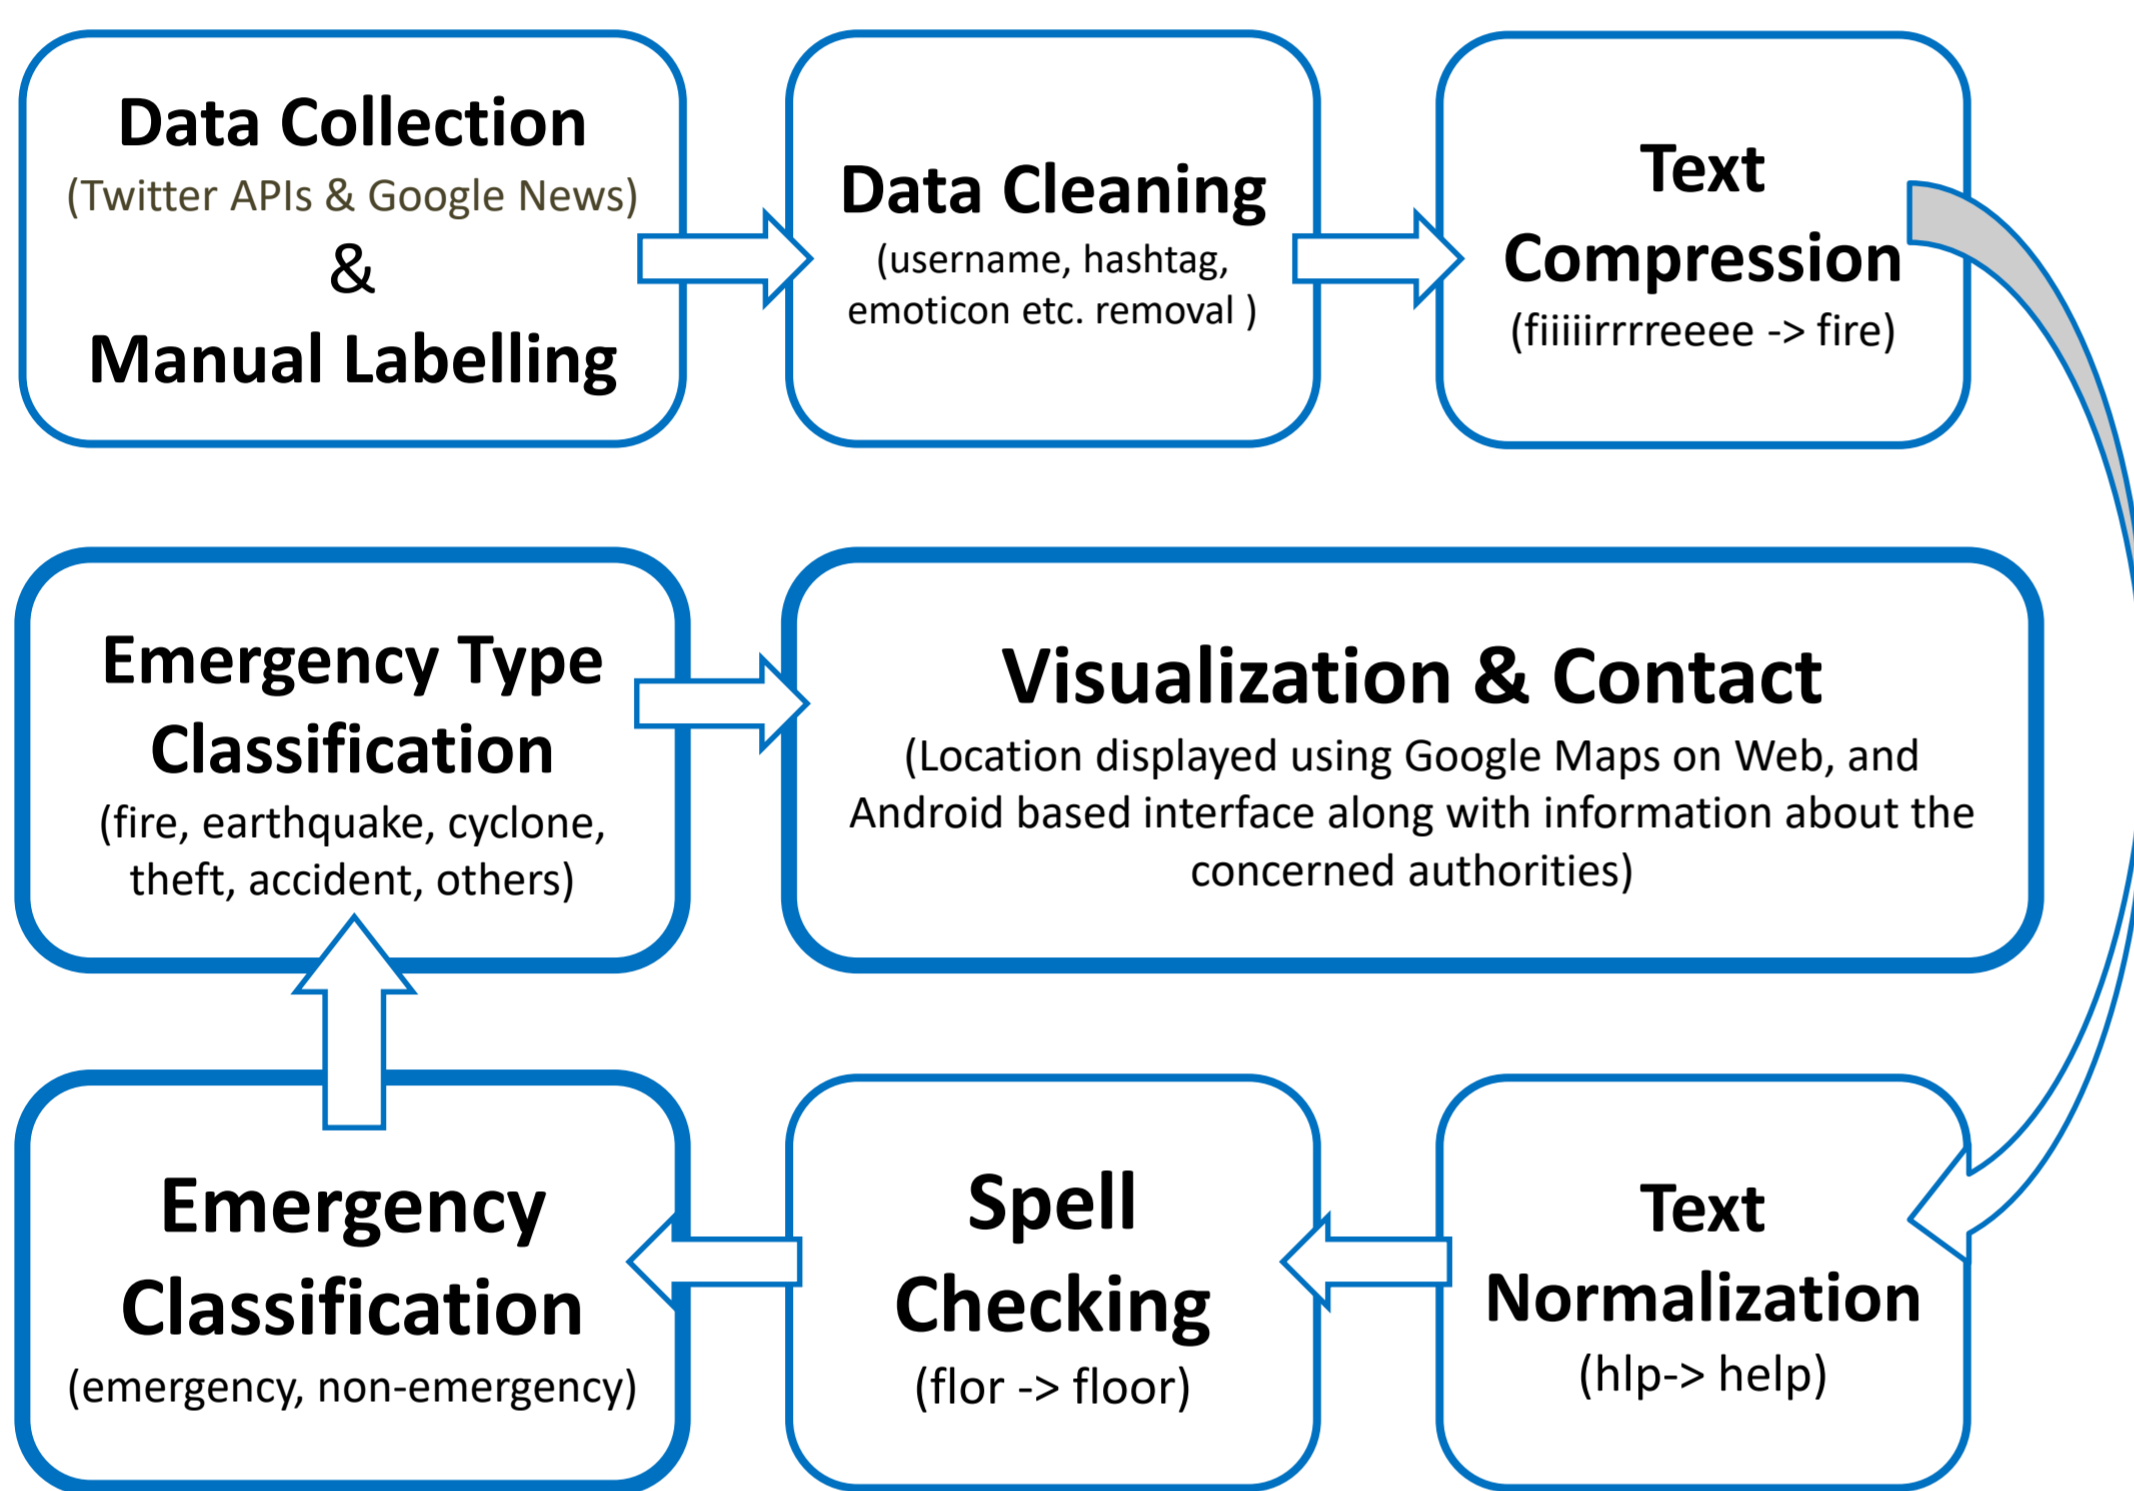 Data Collection
(Twitter APIs & Google News)
&
Manual Labelling
Data Cleaning
(username, hashtag,
emoticon etc. removal )
Text
Compression
(fiiiiirrrreeee -> fire)
Emergency Type
Classification
(fire, earthquake, cyclone,
theft, accident, others)
Visualization & Contact
(Location displayed using Google Maps on Web, and
Android based interface along with information about the
concerned authorities)
Emergency
Classification
(emergency, non-emergency)
Spell
Checking
(flor -> floor)
Text
Normalization
(hlp-> help)